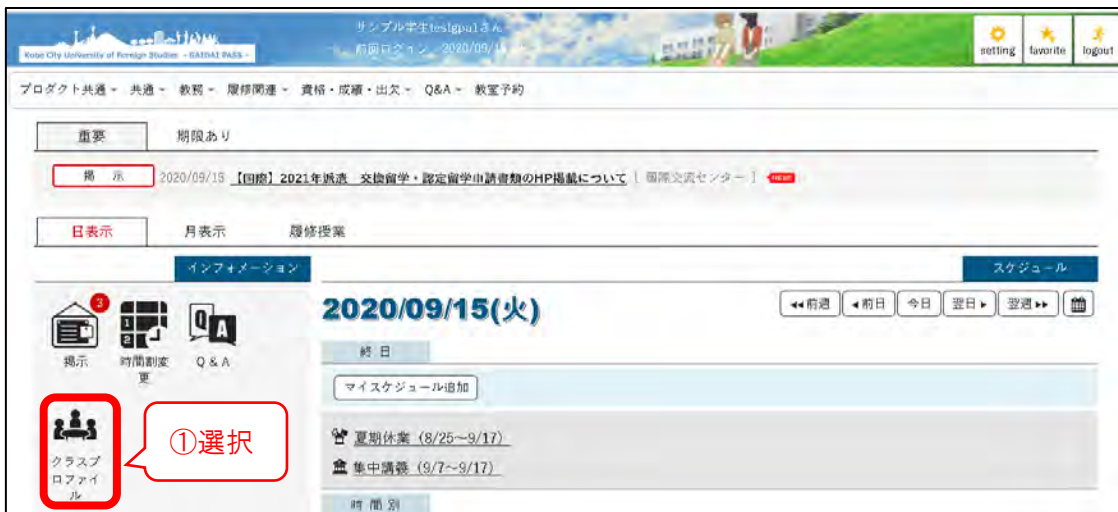 サンプル学生testgpa1さん
前回ログイン 2020/09/1
Kobe City University of Foreign Studies - GAIDAI PASS -
setting favorite logout
プロダクト共通 共通 教務 履修関連 資格・成績・出欠 Q&A 教室予約
重要 期限あり
掲示 2020/09/15 【国際】2021年派遣 交換留学・認定留学申請書類のHP掲載について [ 国際交流センター ] NEW
日表示 月表示 履修授業
インフォメーション スケジュール
2020/09/15(火) ◀◀前週 ◀前日 今日 翌日▶ 翌週▶▶
3
1
2
Q A
掲示 時間割変更 Q & A
終日
マイスケジュール追加
クラスプロファイル
①選択
夏期休業 (8/25~9/17)
集中講義 (9/7~9/17)
時間別